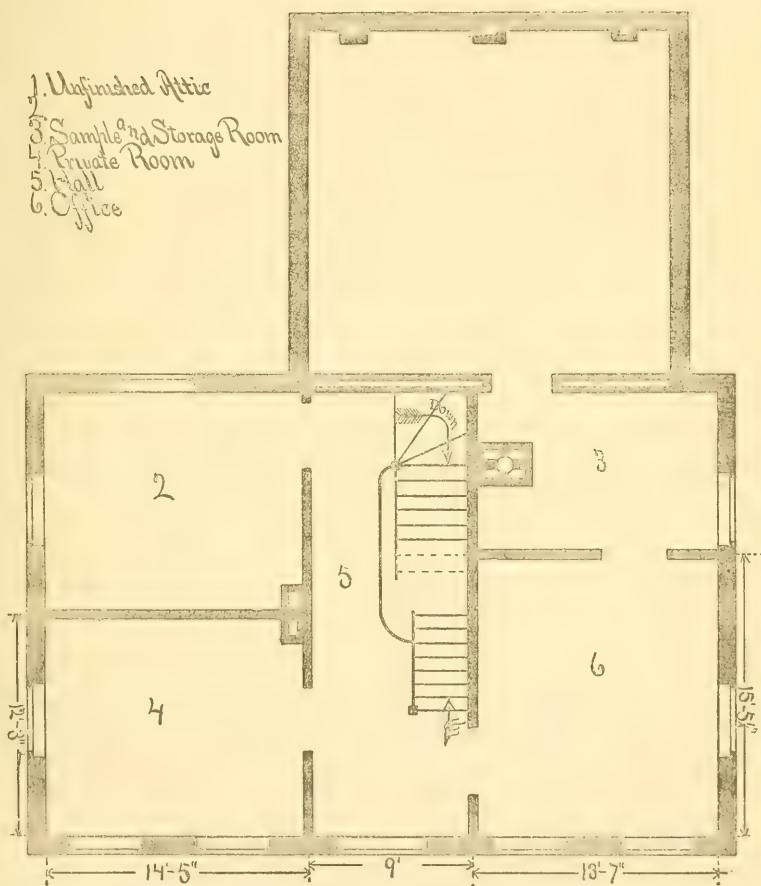 1. Unfinished Attic
2
3. Sample and Storage Room
Private Room
5. Hall
6. Office
Down
2
3
5
4
6
Up
12'-3"
15'-5"
14'-5"
9'
13'-7"